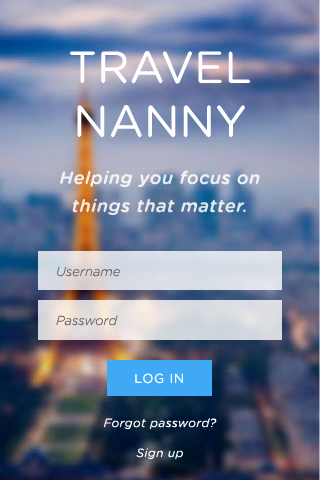 TRAVEL
NANNY
Helping you focus on
things that matter.
Username
Password
LOG IN
Forgot password?
Sign up